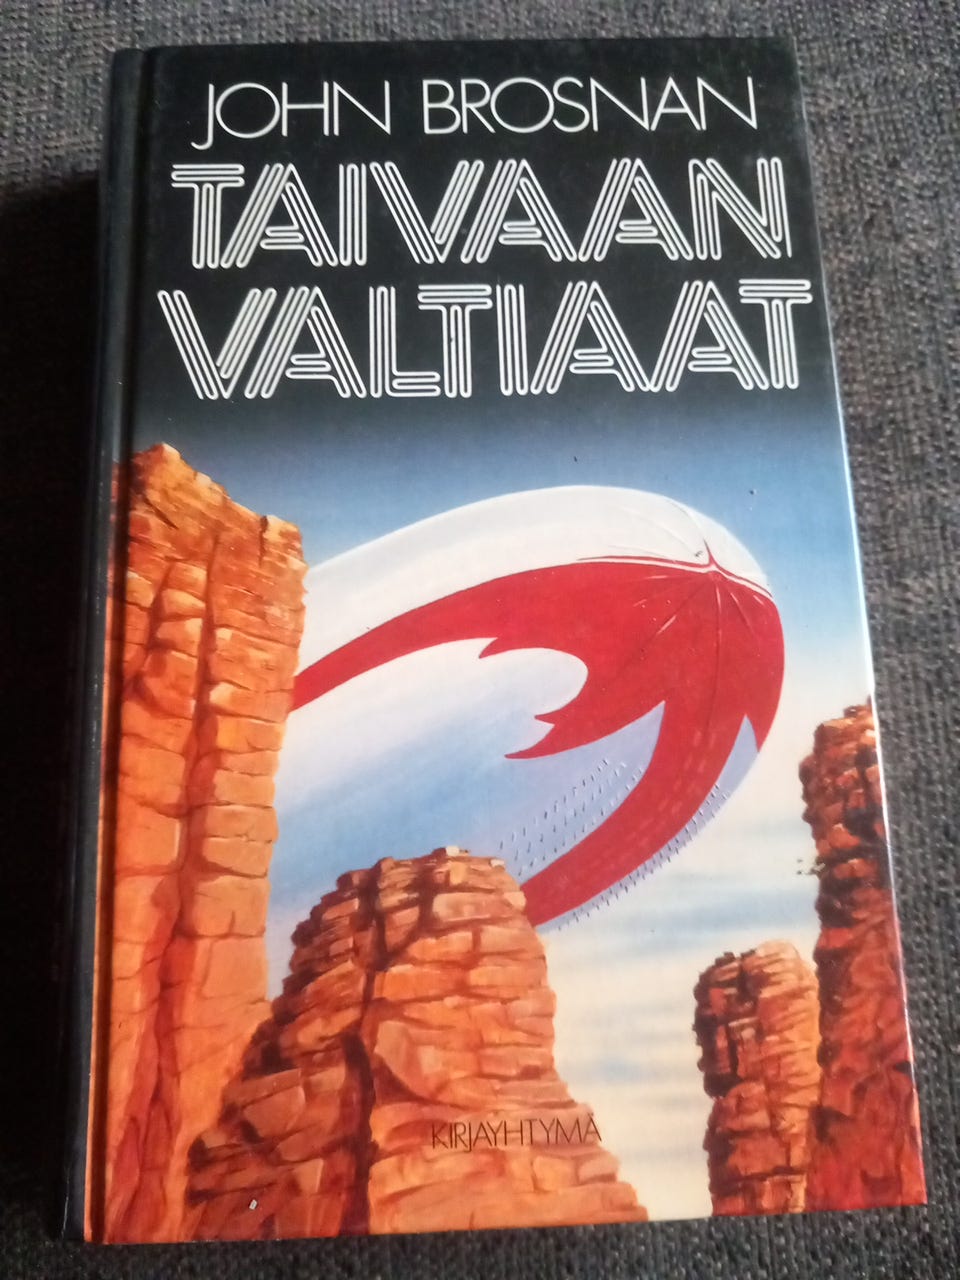 JOHN BROSNAN
TAIVAAN
VALTIAAT
KIRJAYHTYMÄ